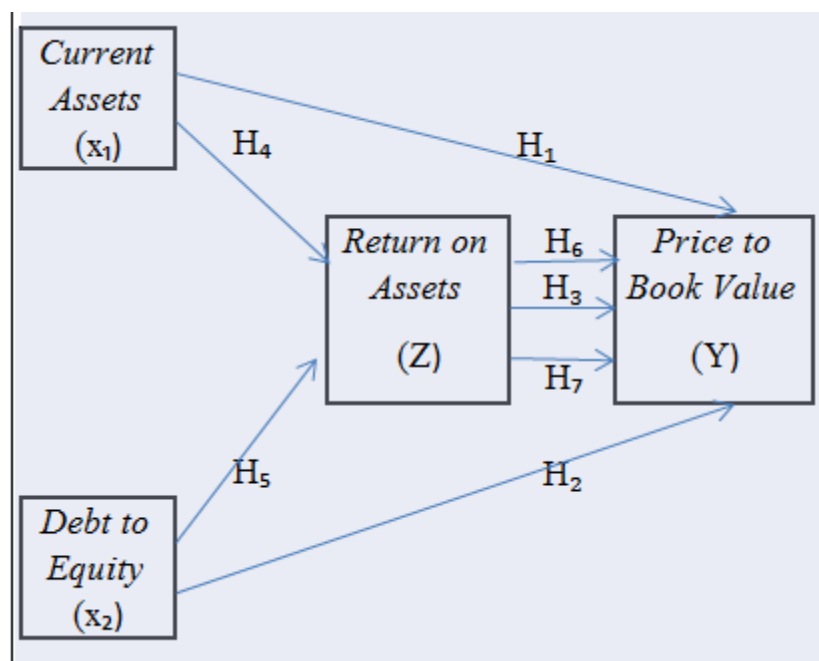 Current
Assets
(x₁)
H₄
H₁
Return on
Assets
(Z)
H₆
H₃
H₇
Price to
Book Value
(Y)
H₅
H₂
Debt to
Equity
(x₂)